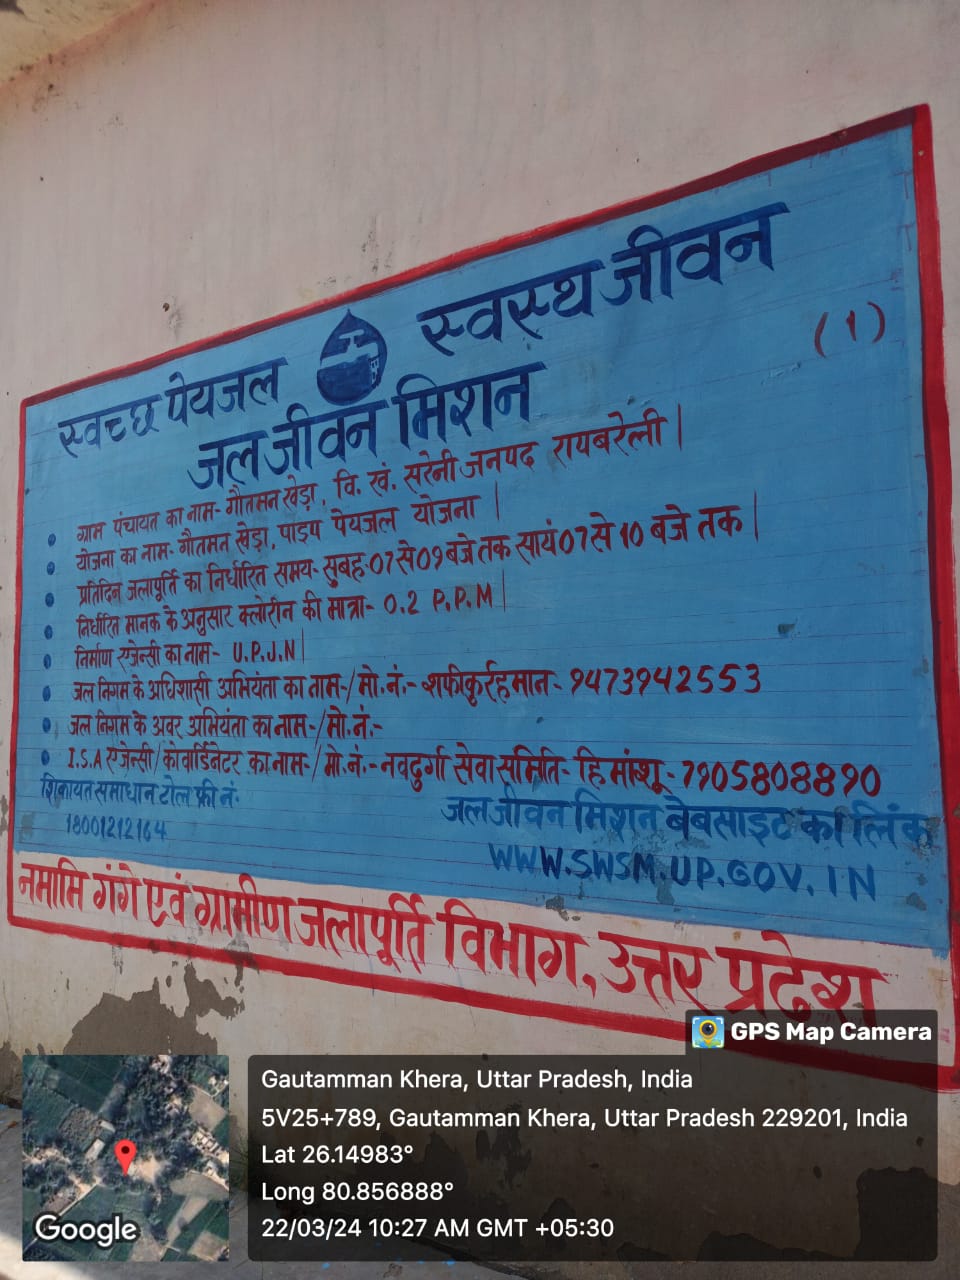 स्वच्छ पेयजल स्वस्थ जीवन
जल जीवन मिशन
(1)
• ग्राम पंचायत का नाम- गौतमन खेड़ा, वि. खं. सरेनी जनपद रायबरेली|
• योजना का नाम- गौतमन खेड़ा, पाइप पेयजल योजना|
• प्रतिदिन जलापूर्ति का निर्धारित समय- सुबह-07 से 09 बजे तक सायं 07 से 10 बजे तक|
• निर्धारित मानक के अनुसार क्लोरीन की मात्रा- 0.2 P.P.M|
• निर्माण एजेन्सी का नाम- U.P.J.N|
• जल निगम के अधिशासी अभियंता का नाम-/मो.नं.- शफीकुर्रहमान- 9473942553
• जल निगम के अवर अभियंता का नाम-/मो.नं.-
• I.S.A एजेन्सी/कोवार्डिनेटर का नाम-/मो.नं.- नवदुर्गा सेवा समिति- हिमांशू- 7905808890
शिकायत समाधान टोल फ्री नं.
18001212164
जल जीवन मिशन बेबसाइट का लिंक
WWW.SWSM.UP.GOV.IN
नमामि गंगे एवं ग्रामीण जलापूर्ति विभाग, उत्तर प्रदेश
GPS Map Camera
Gautamman Khera, Uttar Pradesh, India
5V25+789, Gautamman Khera, Uttar Pradesh 229201, India
Lat 26.14983°
Long 80.856888°
22/03/24 10:27 AM GMT +05:30
Google